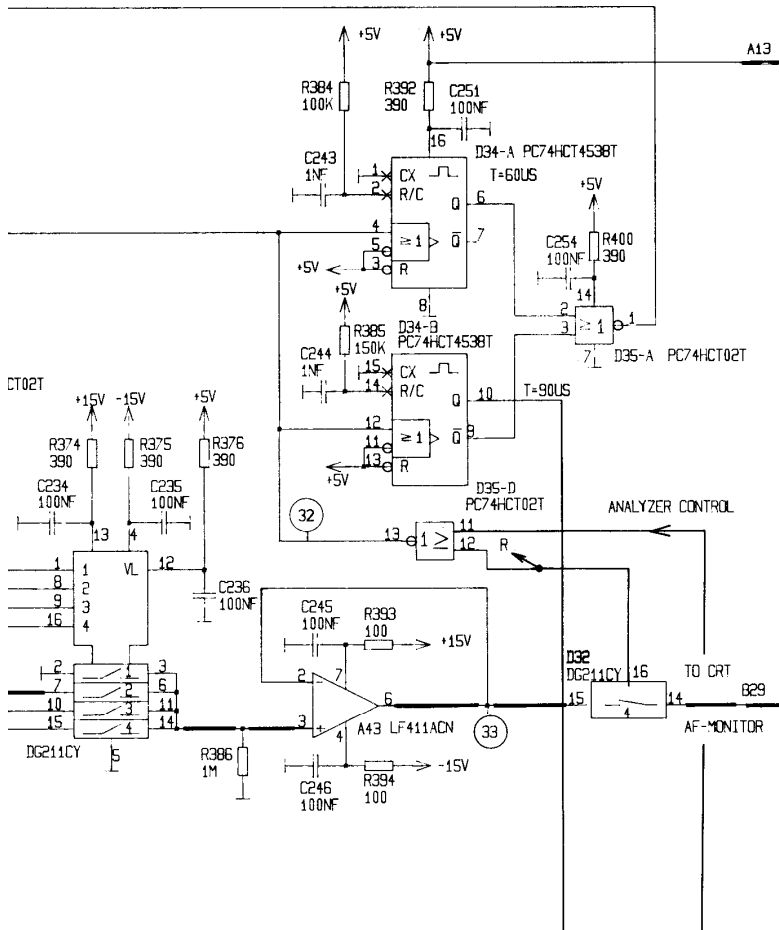 +5V
+5V
A13
R384
100K
R392
390
C251
100NF
16
D34-A PC74HCT4538T
T=60US
C243
1NF
1
CX
2
R/C
Q
6
4
5
≥1
Q
7
+5V
3
R
8
+5V
C254
100NF
R400
390
14
2
3
≥1
1
7
D35-A PC74HCT02T
+5V
D34-B
PC74HCT4538T
R385
150K
C244
1NF
15
CX
14
R/C
Q
10
T=90US
12
11
≥1
Q
9
+5V
13
R
HCT02T
+15V
-15V
+5V
R374
390
R375
390
R376
390
C234
100NF
C235
100NF
13
4
1
1
VL
12
8
2
9
3
16
4
C236
100NF
2
1
3
7
2
6
10
3
11
15
4
14
DG211CY
5
32
D35-D
PC74HCT02T
13
1 ≥
11
12
ANALYZER CONTROL
R
C245
100NF
R393
100
+15V
2
7
6
3
4
A43 LF411ACN
33
R386
1M
C246
100NF
R394
100
-15V
D32
DG211CY
16
15
4
14
TO CRT
B29
AF-MONITOR